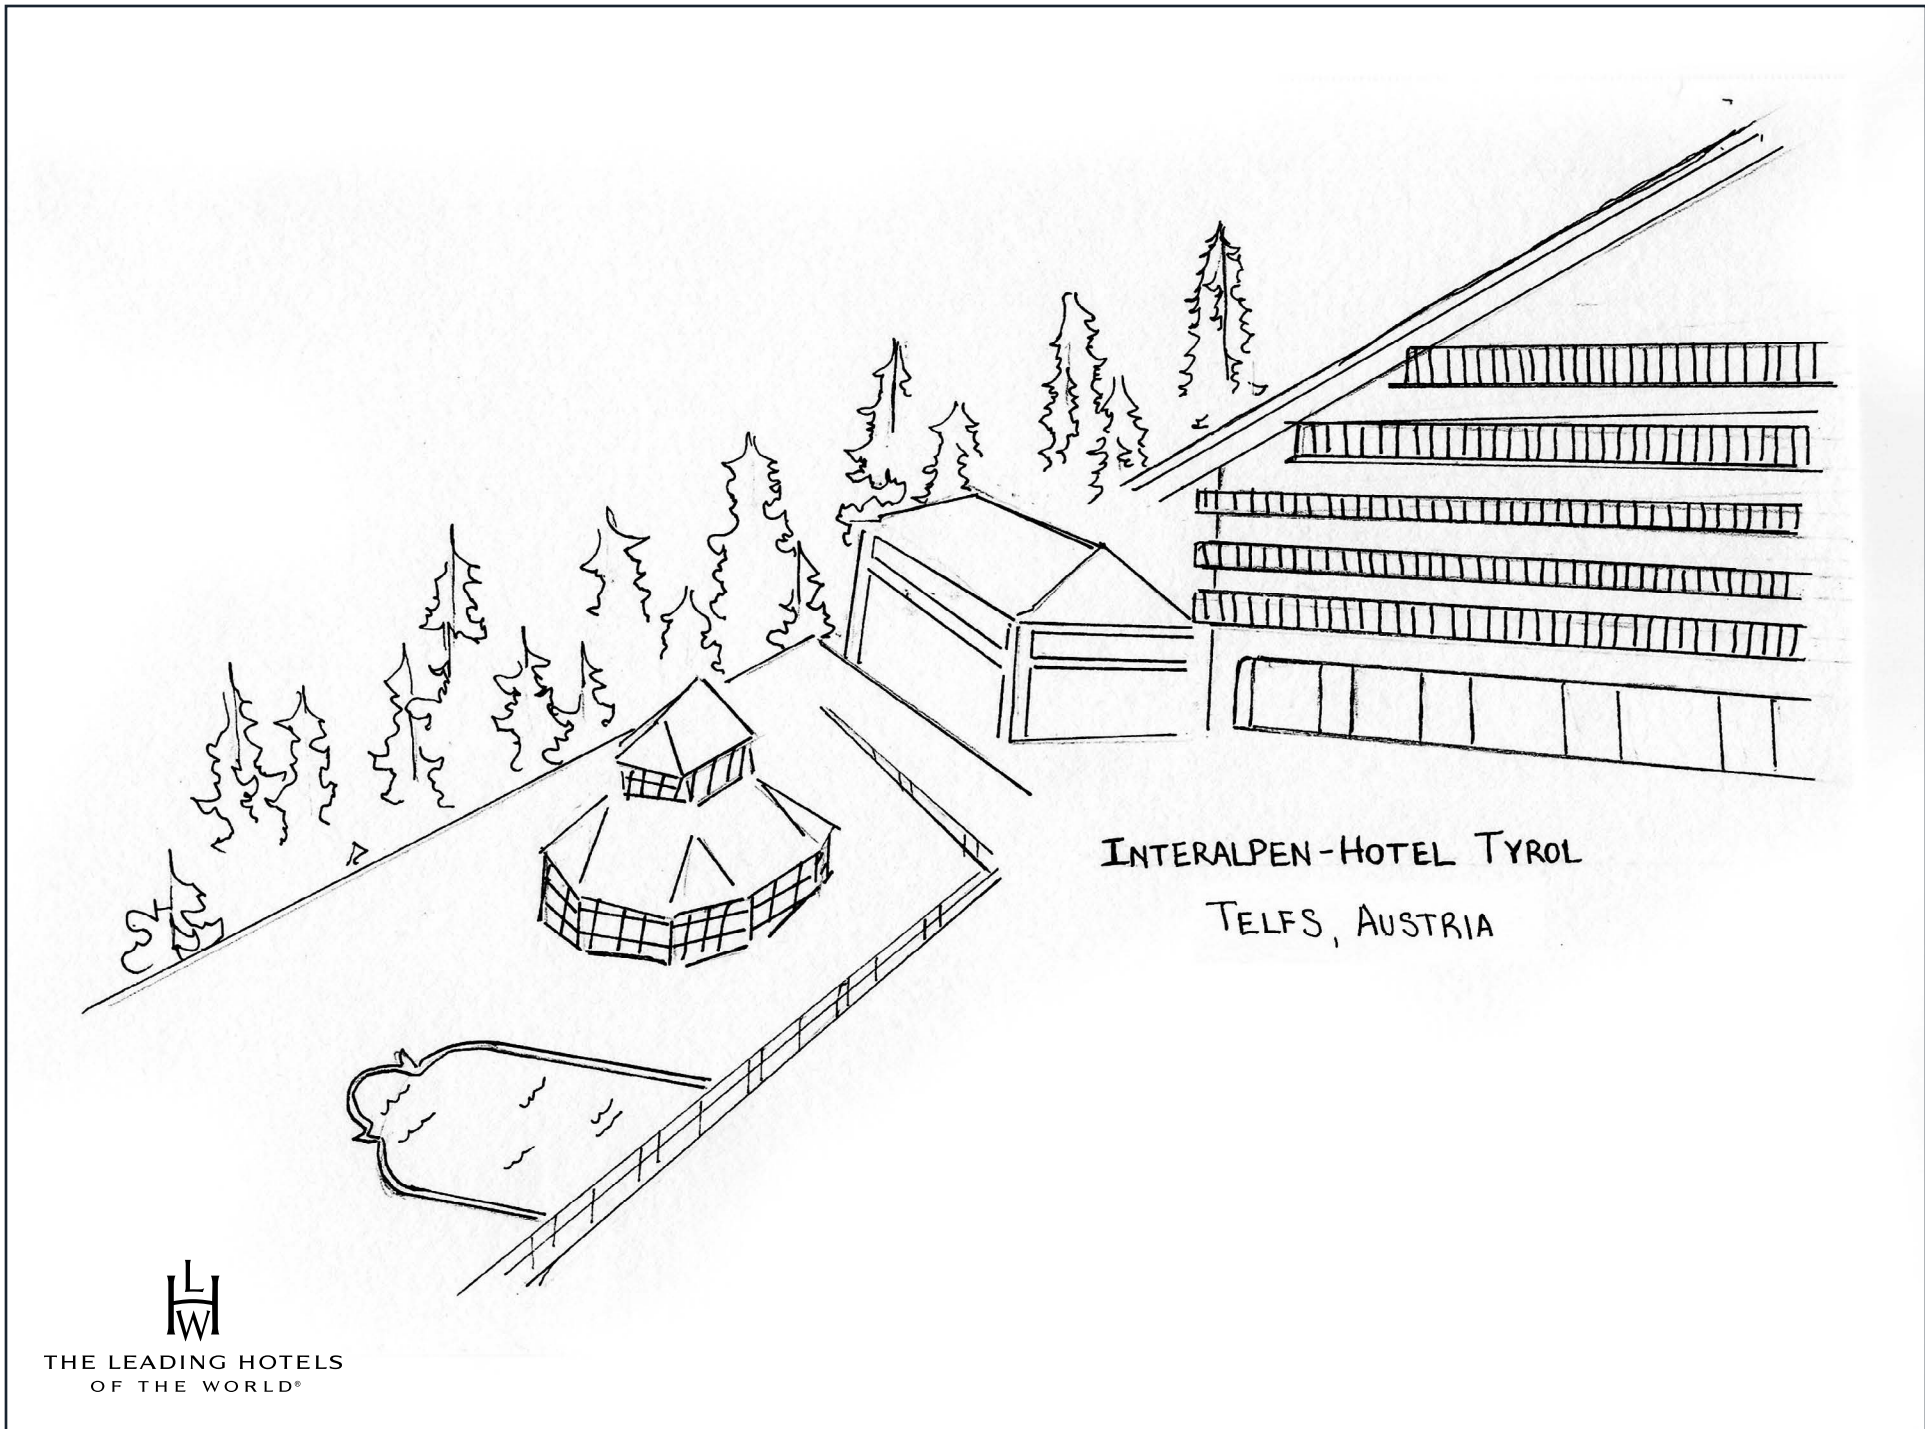 INTERALPEN-HOTEL TYROL
TELFS, AUSTRIA
LHW
THE LEADING HOTELS
OF THE WORLD®